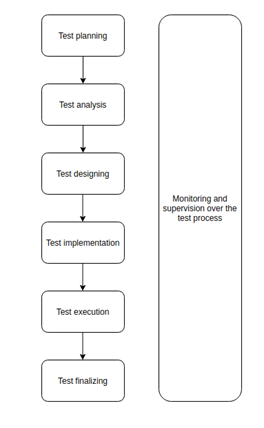 Test planning
Test analysis
Test designing
Test implementation
Test execution
Test finalizing
Monitoring and
supervision over the
test process